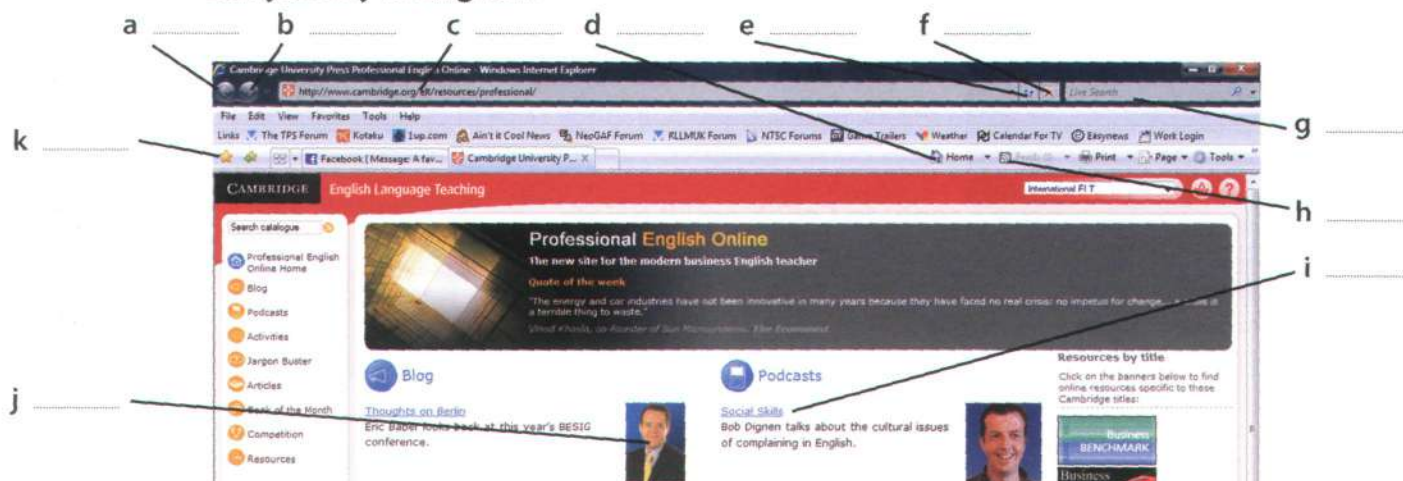 a b c d e f
Cambridge University Press Professional English Online - Windows Internet Explorer
http://www.cambridge.org/elt/resources/professional/
Live Search
File Edit View Favorites Tools Help
g
Links The TPS Forum Kotaku 1up.com Ain't it Cool News NeoGAF Forum RLLMUK Forum NTSC Forums Game Trailers Weather Calendar For TV Easynews Work Login
k
Facebook | Message: A fav... Cambridge University P... X Home Print Page Tools
CAMBRIDGE English Language Teaching
International ELT
h
Search catalogue
Professional English Online
The new site for the modern business English teacher
Quote of the week
"The energy and car industries have not been innovative in many years because they have faced no real crisis: no impetus for change...
a terrible thing to waste."
Vinod Khosla, co-founder of Sun Microsystems, The Economist
i
Professional English
Online Home
Blog
Podcasts
Activities
Jargon Buster
Articles
Book of the Month
Competition
Resources
j
Blog
Thoughts on Berlin
Eric Baber looks back at this year's BESIG
conference.
Podcasts
Social Skills
Bob Dignen talks about the cultural issues
of complaining in English.
Resources by title
Click on the banners below to find
online resources specific to these
Cambridge titles:
Business
BENCHMARK
Business